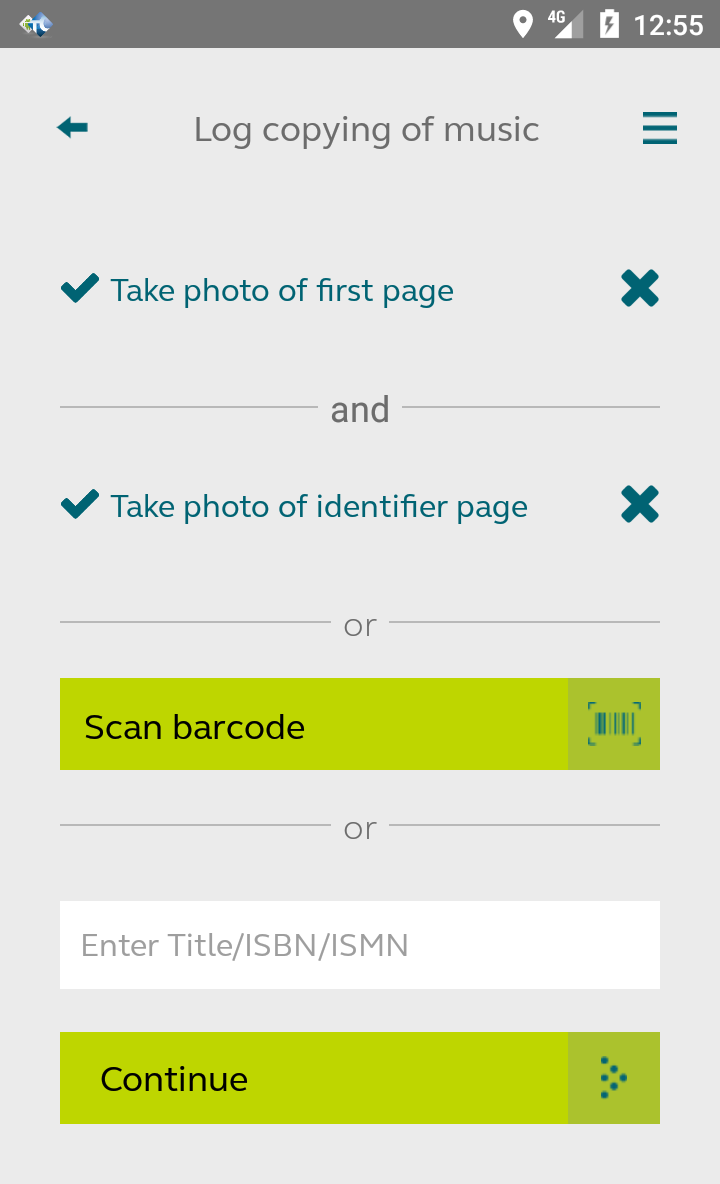 4G 12:55
Log copying of music
Take photo of first page
and
Take photo of identifier page
or
Scan barcode
or
Enter Title/ISBN/ISMN
Continue